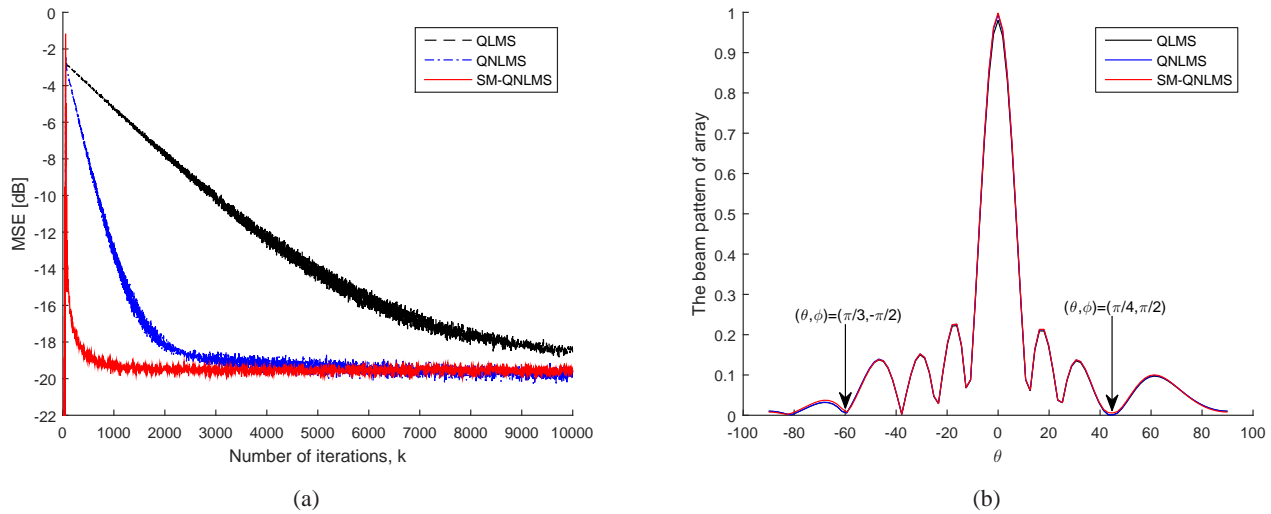 0
-2
-4
-6
-8
-10
-12
-14
-16
-18
-20
-22
MSE [dB]
QLMS
QNLMS
SM-QNLMS
0 1000 2000 3000 4000 5000 6000 7000 8000 9000 10000
Number of iterations, k
(a)
1
0.9
0.8
0.7
0.6
0.5
0.4
0.3
0.2
0.1
0
The beam pattern of array
QLMS
QNLMS
SM-QNLMS
(θ,ϕ)=(π/3,-π/2)
(θ,ϕ)=(π/4,π/2)
-100 -80 -60 -40 -20 0 20 40 60 80 100
θ
(b)